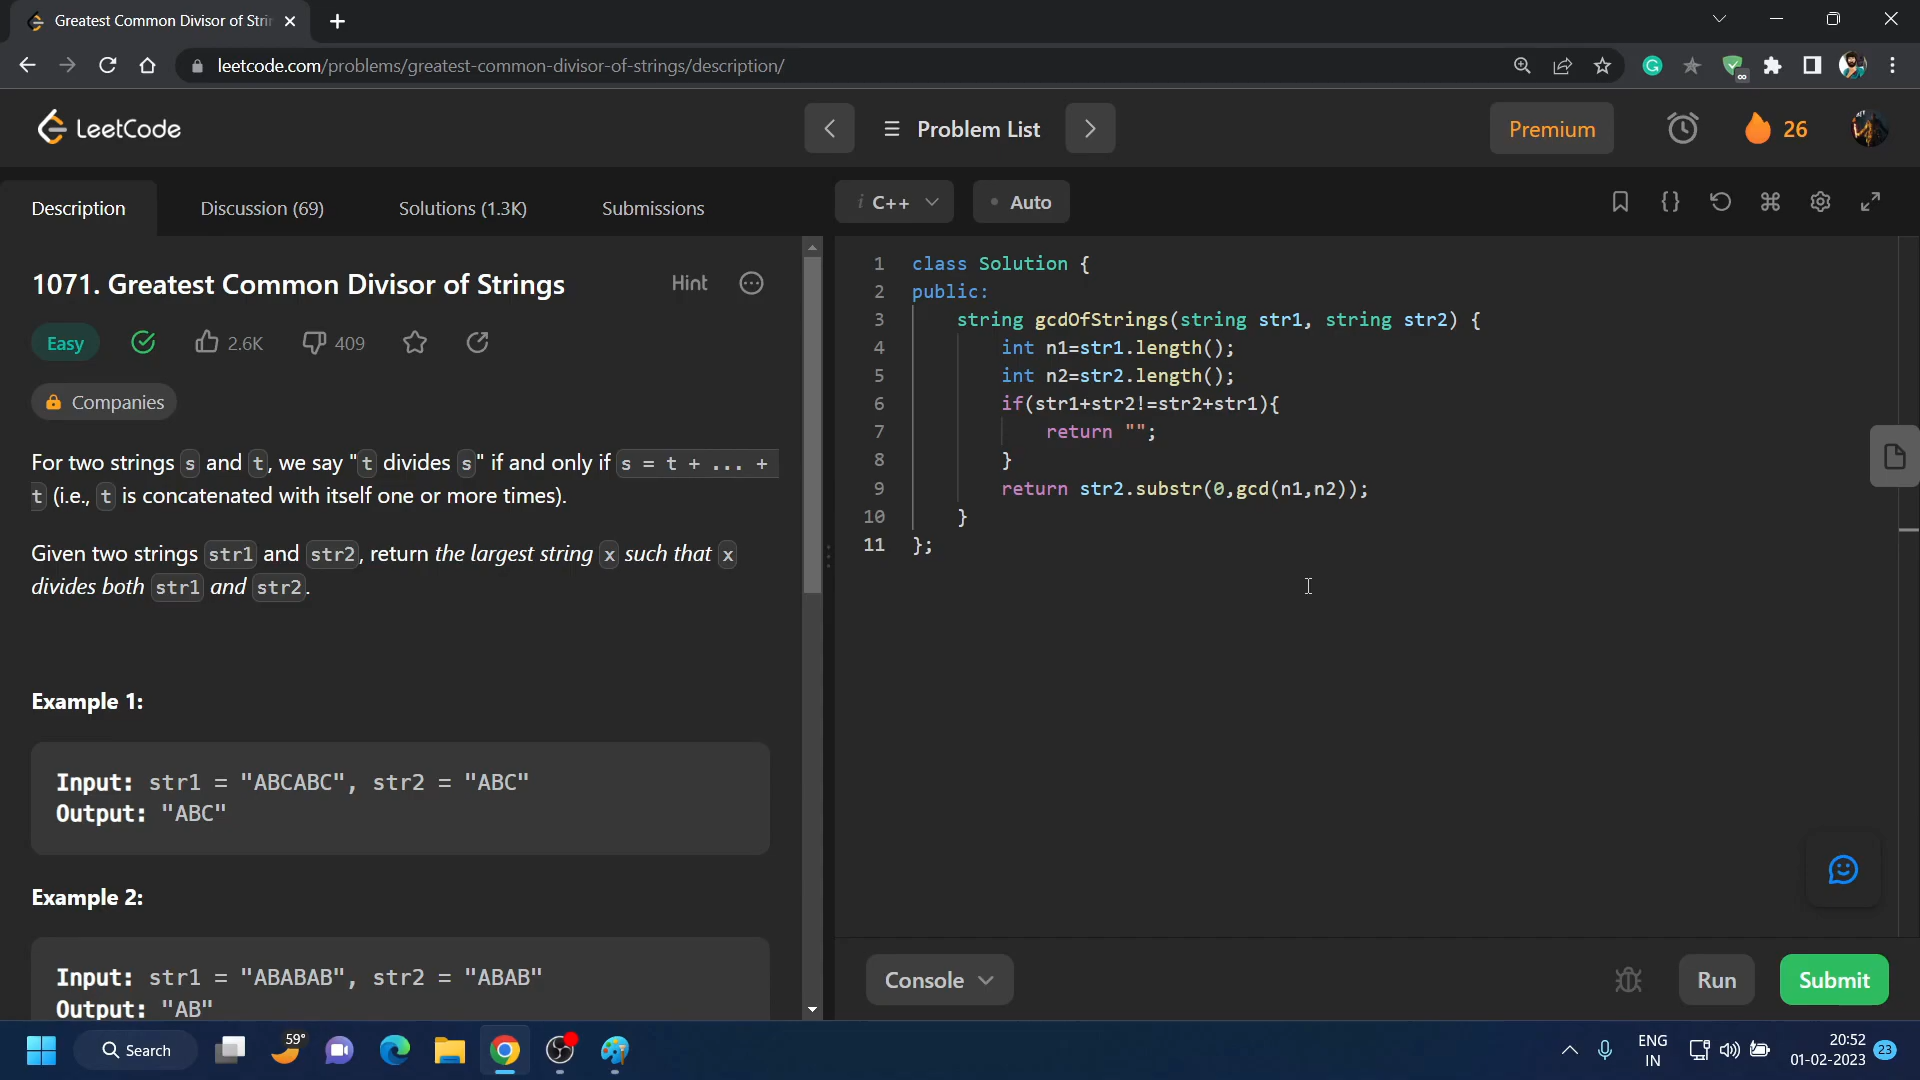 Greatest Common Divisor of Stri
leetcode.com/problems/greatest-common-divisor-of-strings/description/
LeetCode
Problem List
Premium
26
Description
Discussion (69)
Solutions (1.3K)
Submissions
i C++
• Auto
{}
1071. Greatest Common Divisor of Strings
Hint
Easy
2.6K
409
Companies
For two strings s and t, we say "t divides s" if and only if s = t + ... +
t (i.e., t is concatenated with itself one or more times).
Given two strings str1 and str2, return the largest string x such that x
divides both str1 and str2.
Example 1:
Input: str1 = "ABCABC", str2 = "ABC"
Output: "ABC"
Example 2:
Input: str1 = "ABABAB", str2 = "ABAB"
Output: "AB"
1 class Solution {
2 public:
3 string gcdOfStrings(string str1, string str2) {
4 int n1=str1.length();
5 int n2=str2.length();
6 if(str1+str2!=str2+str1){
7 return "";
8 }
9 return str2.substr(0,gcd(n1,n2));
10 }
11 };
Console
Run
Submit
Search
59°
ENG
IN
20:52
01-02-2023
23